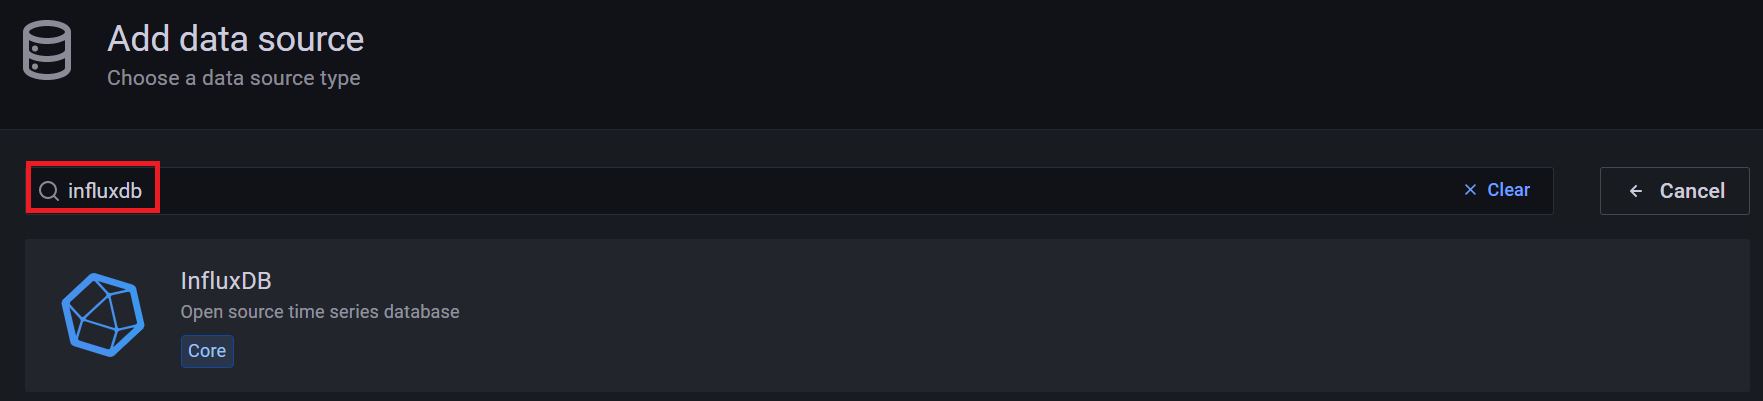 Add data source
Choose a data source type
influxdb
Clear
Cancel
InfluxDB
Open source time series database
Core